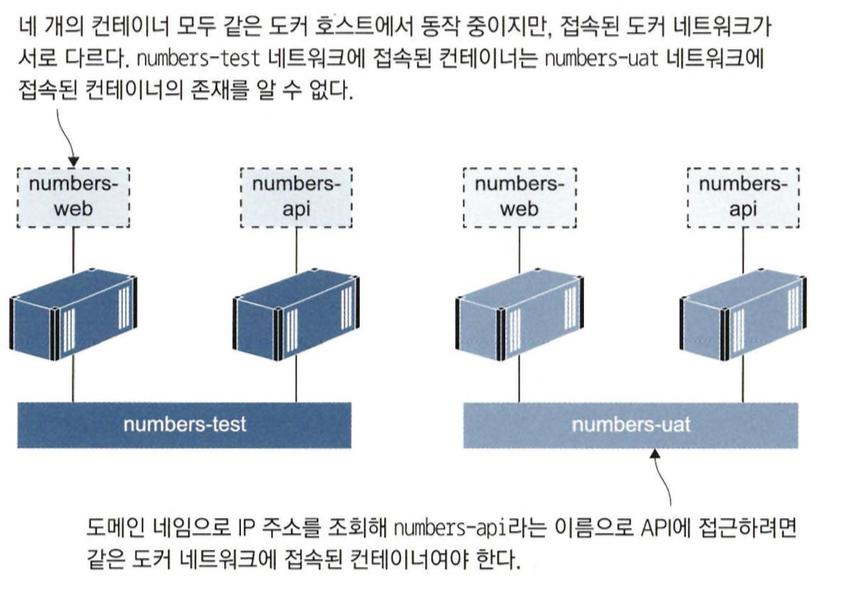 네 개의 컨테이너 모두 같은 도커 호스트에서 동작 중이지만, 접속된 도커 네트워크가
서로 다르다. numbers-test 네트워크에 접속된 컨테이너는 numbers-uat 네트워크에
접속된 컨테이너의 존재를 알 수 없다.
numbers-
web
numbers-
api
numbers-
web
numbers-
api
numbers-test
numbers-uat
도메인 네임으로 IP 주소를 조회해 numbers-api라는 이름으로 API에 접근하려면
같은 도커 네트워크에 접속된 컨테이너여야 한다.